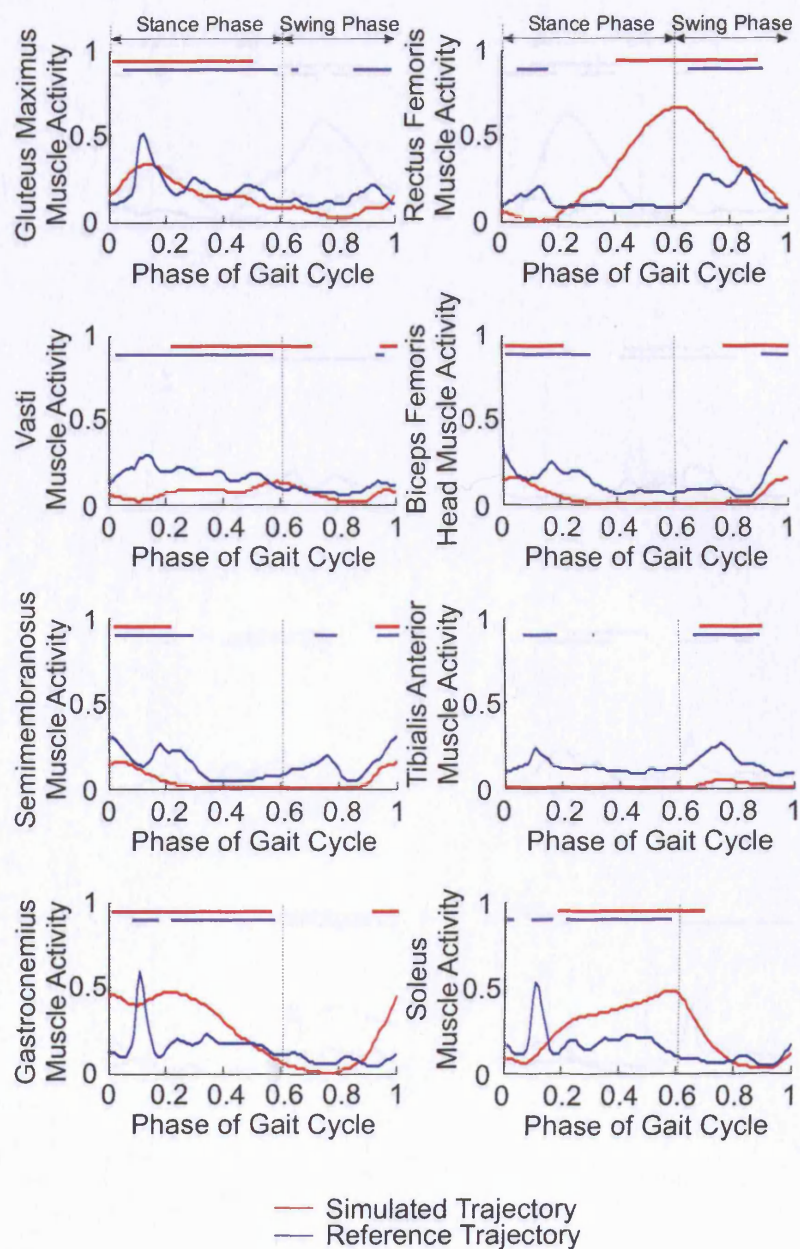 Stance Phase Swing Phase
Stance Phase Swing Phase
Gluteus Maximus
Muscle Activity
1
0.5
0
0 0.2 0.4 0.6 0.8 1
Phase of Gait Cycle
Rectus Femoris
Muscle Activity
1
0.5
0
0 0.2 0.4 0.6 0.8 1
Phase of Gait Cycle
Vasti
Muscle Activity
1
0.5
0
0 0.2 0.4 0.6 0.8 1
Phase of Gait Cycle
Biceps Femoris
Head Muscle Activity
1
0.5
0
0 0.2 0.4 0.6 0.8 1
Phase of Gait Cycle
Semimembranosus
Muscle Activity
1
0.5
0
0 0.2 0.4 0.6 0.8 1
Phase of Gait Cycle
Tibialis Anterior
Muscle Activity
1
0.5
0
0 0.2 0.4 0.6 0.8 1
Phase of Gait Cycle
Gastrocnemius
Muscle Activity
1
0.5
0
0 0.2 0.4 0.6 0.8 1
Phase of Gait Cycle
Soleus
Muscle Activity
1
0.5
0
0 0.2 0.4 0.6 0.8 1
Phase of Gait Cycle
Simulated Trajectory
Reference Trajectory